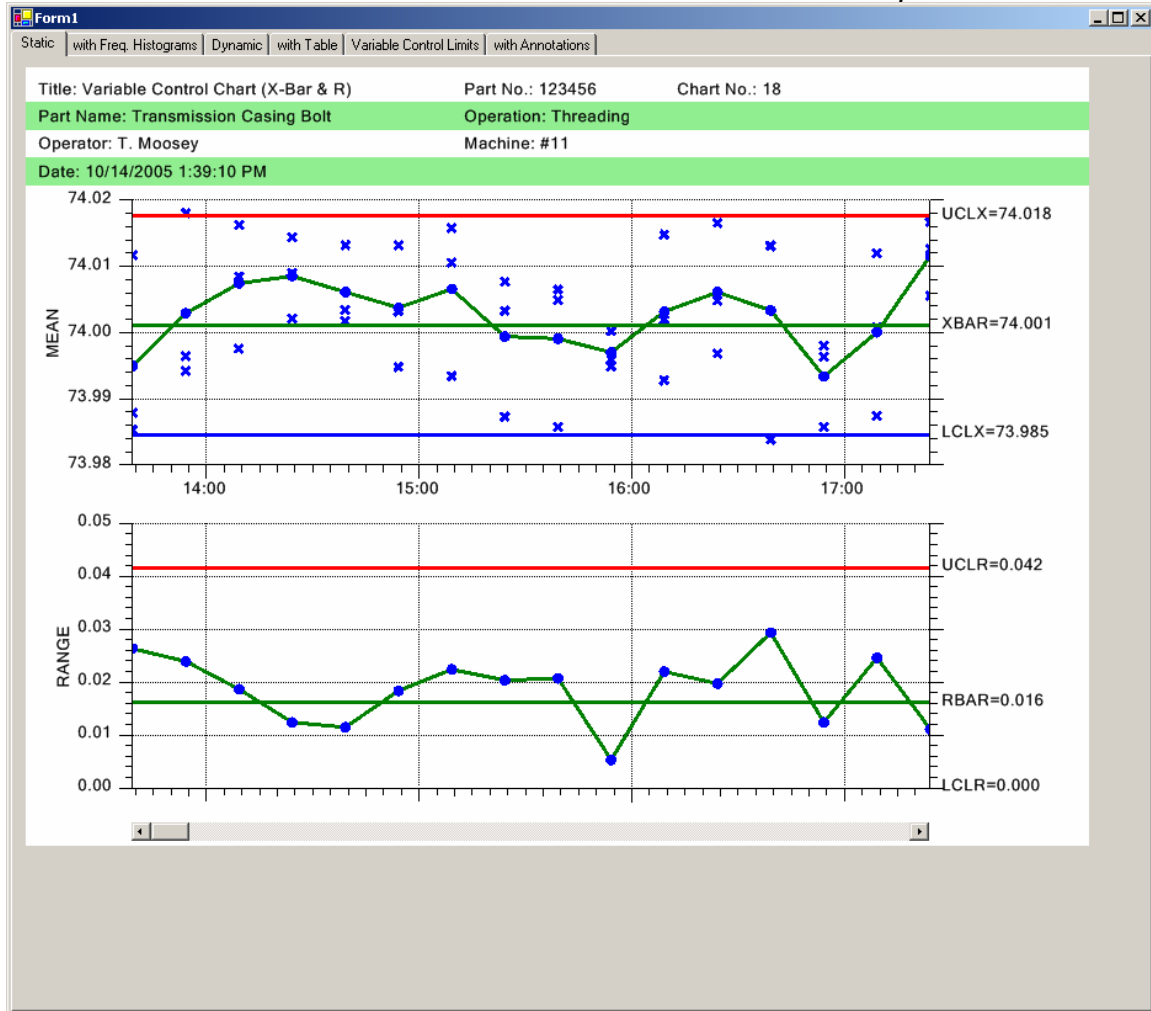 Form1
Static with Freq. Histograms Dynamic with Table Variable Control Limits with Annotations
Title: Variable Control Chart (X-Bar & R) Part No.: 123456 Chart No.: 18
Part Name: Transmission Casing Bolt Operation: Threading
Operator: T. Moosey Machine: #11
Date: 10/14/2005 1:39:10 PM
74.02
UCLX=74.018
74.01
MEAN
74.00
XBAR=74.001
73.99
LCLX=73.985
73.98
14:00 15:00 16:00 17:00
0.05
UCLR=0.042
0.04
0.03
RANGE
0.02
RBAR=0.016
0.01
0.00
LCLR=0.000